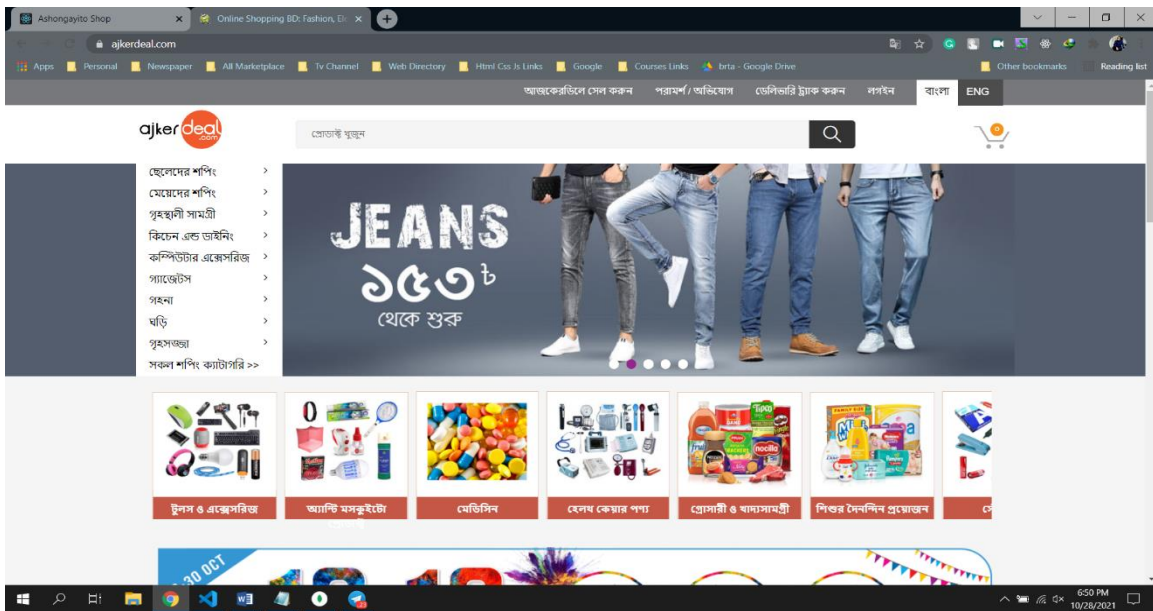 Ashongayito Shop
Online Shopping BD: Fashion, Ele
ajkerdeal.com
Apps Personal Newspaper All Marketplace Tv Channel Web Directory Html Css Js Links Google Courses Links brta - Google Drive Other bookmarks Reading list
আজকেরডিলে সেল করুন পরামর্শ / অভিযোগ ডেলিভারি ট্র্যাক করুন লগইন বাংলা ENG
ajker deal .com
প্রোডাক্ট খুজুন
0
ছেলেদের শপিং
মেয়েদের শপিং
গৃহস্থালী সামগ্রী
কিচেন এন্ড ডাইনিং
কম্পিউটার এক্সেসরিজ
গ্যাজেটস
গহনা
ঘড়ি
গৃহসজ্জা
সকল শপিং ক্যাটাগরি >>
JEANS
১৫৩৳
থেকে শুরু
টুলস ও এক্সেসরিজ
অ্যান্টি মসকুইটো
মেডিসিন
হেলথ কেয়ার পণ্য
গ্রোসারী ও খাদ্যসামগ্রী
শিশুর দৈনন্দিন প্রয়োজন
30 OCT
6:50 PM
10/28/2021